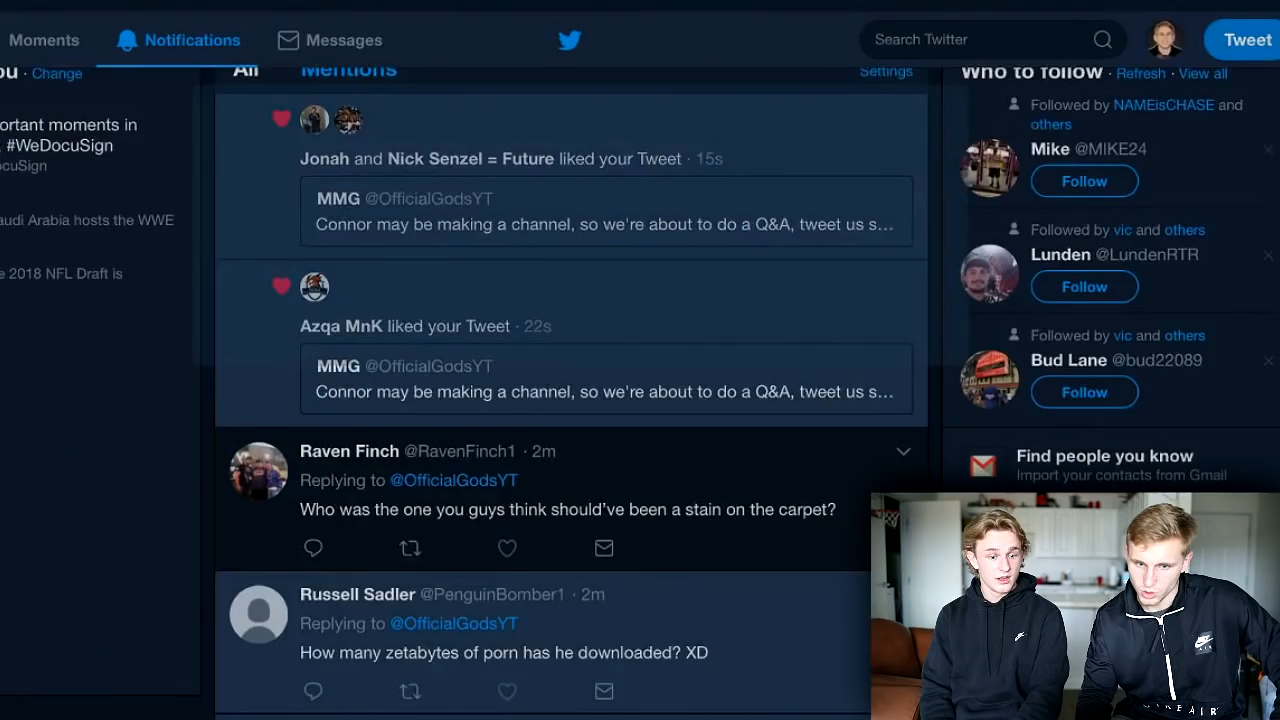 Moments
Notifications
Messages
Search Twitter
Tweet
ou · Change
ortant moments in
, #WeDocuSign
ocuSign
audi Arabia hosts the WWE
e 2018 NFL Draft is
All
Mentions
Settings
Jonah and Nick Senzel = Future liked your Tweet · 15s
MMG @OfficialGodsYT
Connor may be making a channel, so we're about to do a Q&A, tweet us s…
Azqa MnK liked your Tweet · 22s
MMG @OfficialGodsYT
Connor may be making a channel, so we're about to do a Q&A, tweet us s…
Raven Finch @RavenFinch1 · 2m
Replying to @OfficialGodsYT
Who was the one you guys think should've been a stain on the carpet?
Russell Sadler @PenguinBomber1 · 2m
Replying to @OfficialGodsYT
How many zetabytes of porn has he downloaded? XD
Who to follow · Refresh · View all
Followed by NAMEisCHASE and
others
Mike @MIKE24
Follow
Followed by vic and others
Lunden @LundenRTR
Follow
Followed by vic and others
Bud Lane @bud22089
Follow
Find people you know
Import your contacts from Gmail